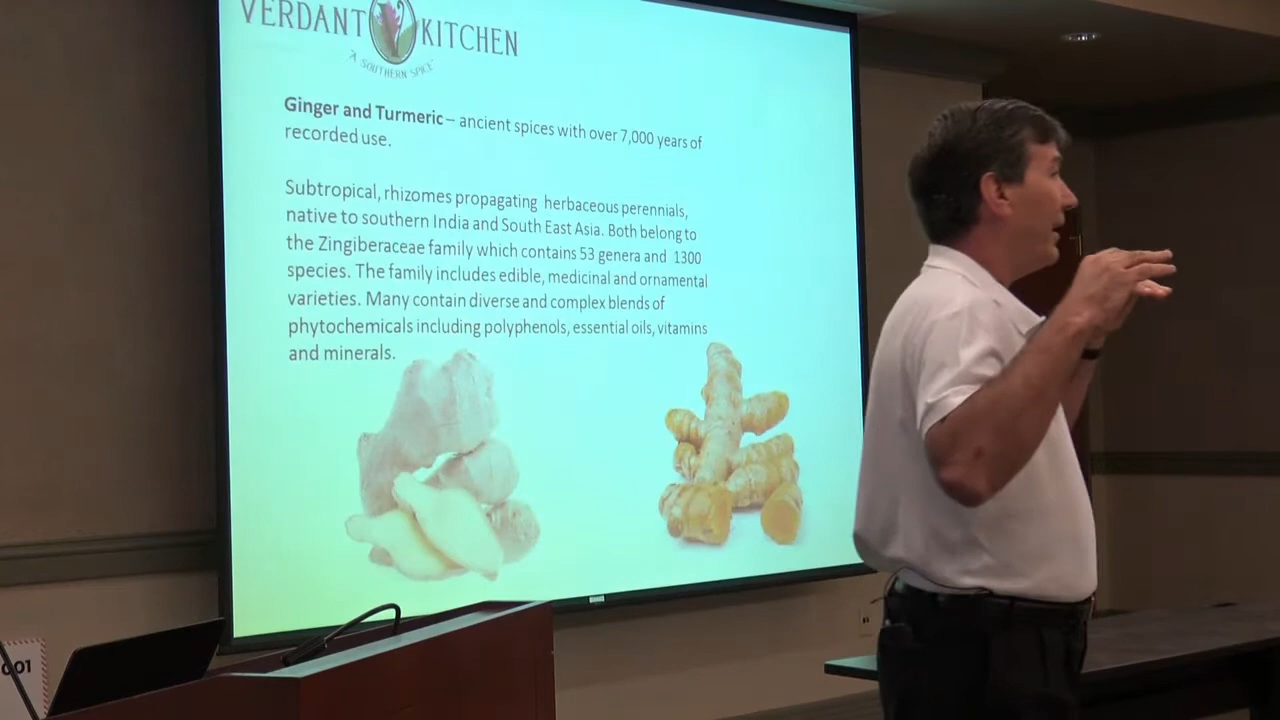 VERDANT KITCHEN
"A SOUTHERN SPICE"
Ginger and Turmeric – ancient spices with over 7,000 years of
recorded use.
Subtropical, rhizomes propagating herbaceous perennials,
native to southern India and South East Asia. Both belong to
the Zingiberaceae family which contains 53 genera and 1300
species. The family includes edible, medicinal and ornamental
varieties. Many contain diverse and complex blends of
phytochemicals including polyphenols, essential oils, vitamins
and minerals.
001